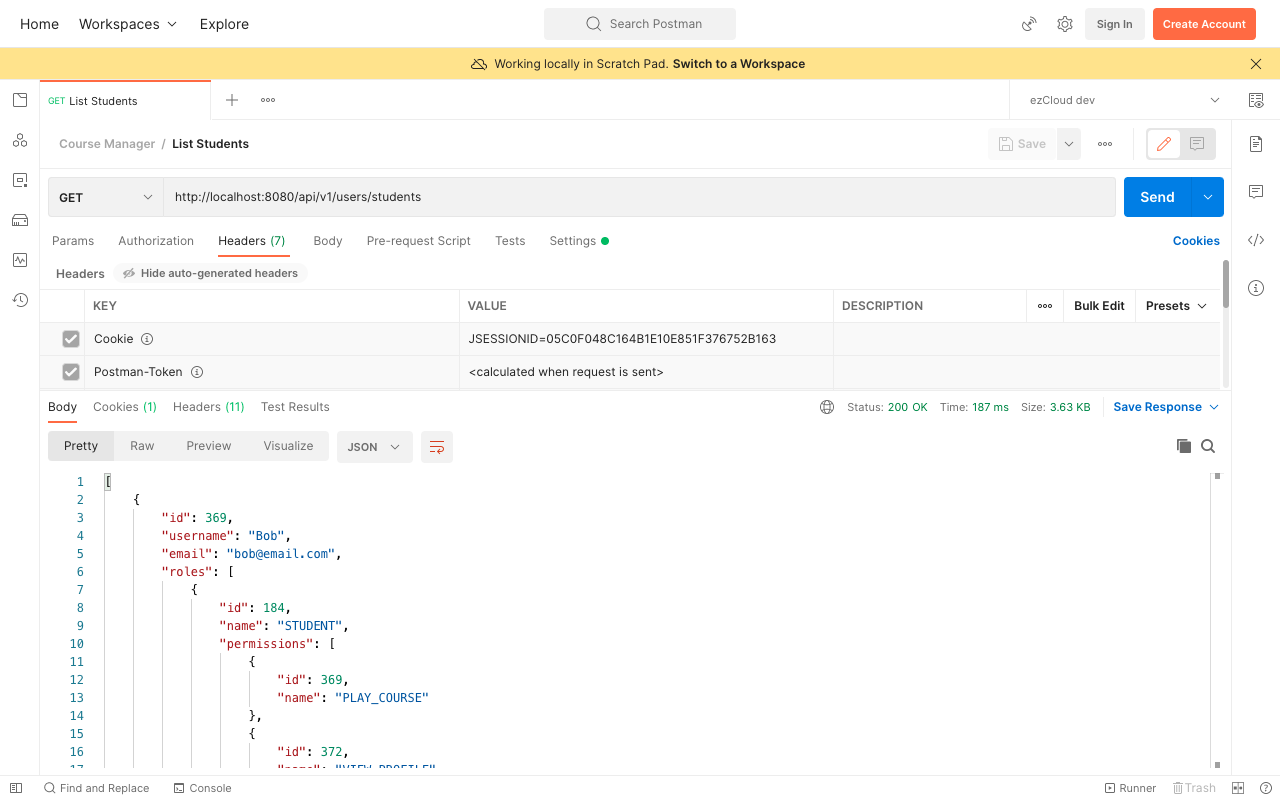 Home Workspaces Explore Search Postman Sign In Create Account
Working locally in Scratch Pad. Switch to a Workspace
GET List Students ezCloud dev
Course Manager / List Students Save
GET http://localhost:8080/api/v1/users/students Send
Params Authorization Headers (7) Body Pre-request Script Tests Settings Cookies
Headers Hide auto-generated headers
KEY VALUE DESCRIPTION Bulk Edit Presets
Cookie JSESSIONID=05C0F048C164B1E10E851F376752B163
Postman-Token <calculated when request is sent>
Body Cookies (1) Headers (11) Test Results Status: 200 OK Time: 187 ms Size: 3.63 KB Save Response
Pretty Raw Preview Visualize JSON
1 [
2 {
3 "id": 369,
4 "username": "Bob",
5 "email": "bob@email.com",
6 "roles": [
7 {
8 "id": 184,
9 "name": "STUDENT",
10 "permissions": [
11 {
12 "id": 369,
13 "name": "PLAY_COURSE"
14 },
15 {
16 "id": 372,
17 "name": "VIEW_PROFILE"
Find and Replace Console Runner Trash